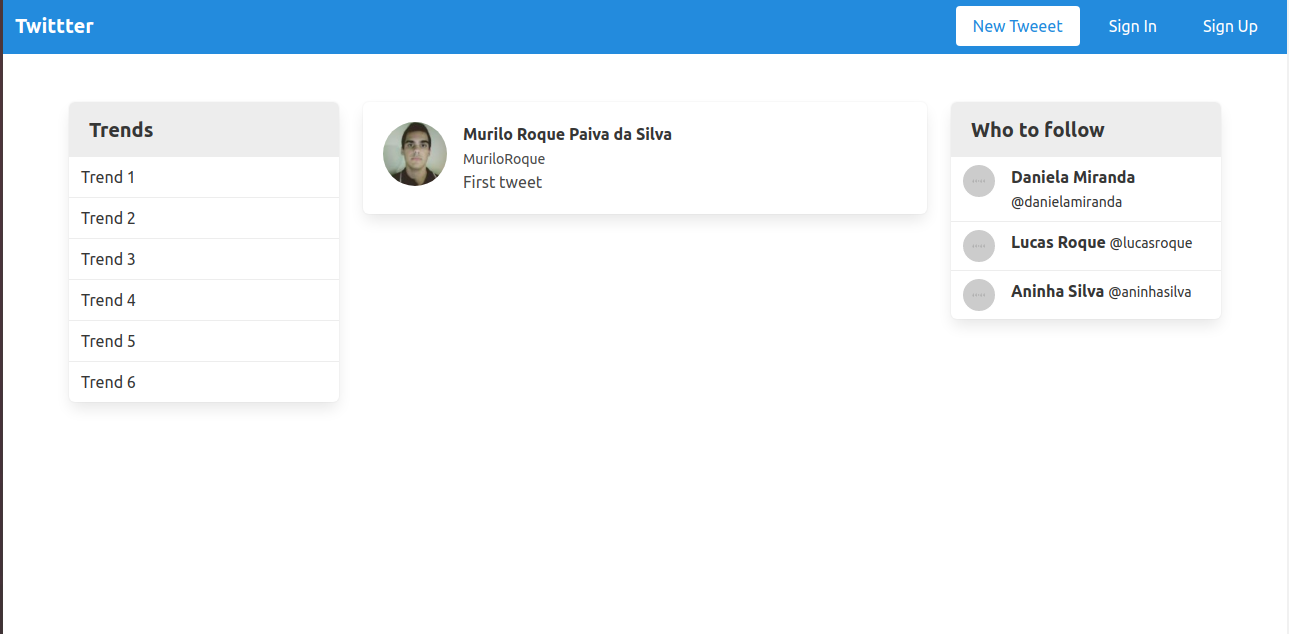 Twittter
New Tweeet
Sign In
Sign Up
Trends
Trend 1
Trend 2
Trend 3
Trend 4
Trend 5
Trend 6
Murilo Roque Paiva da Silva
MuriloRoque
First tweet
Who to follow
Daniela Miranda
@danielamiranda
Lucas Roque @lucasroque
Aninha Silva @aninhasilva